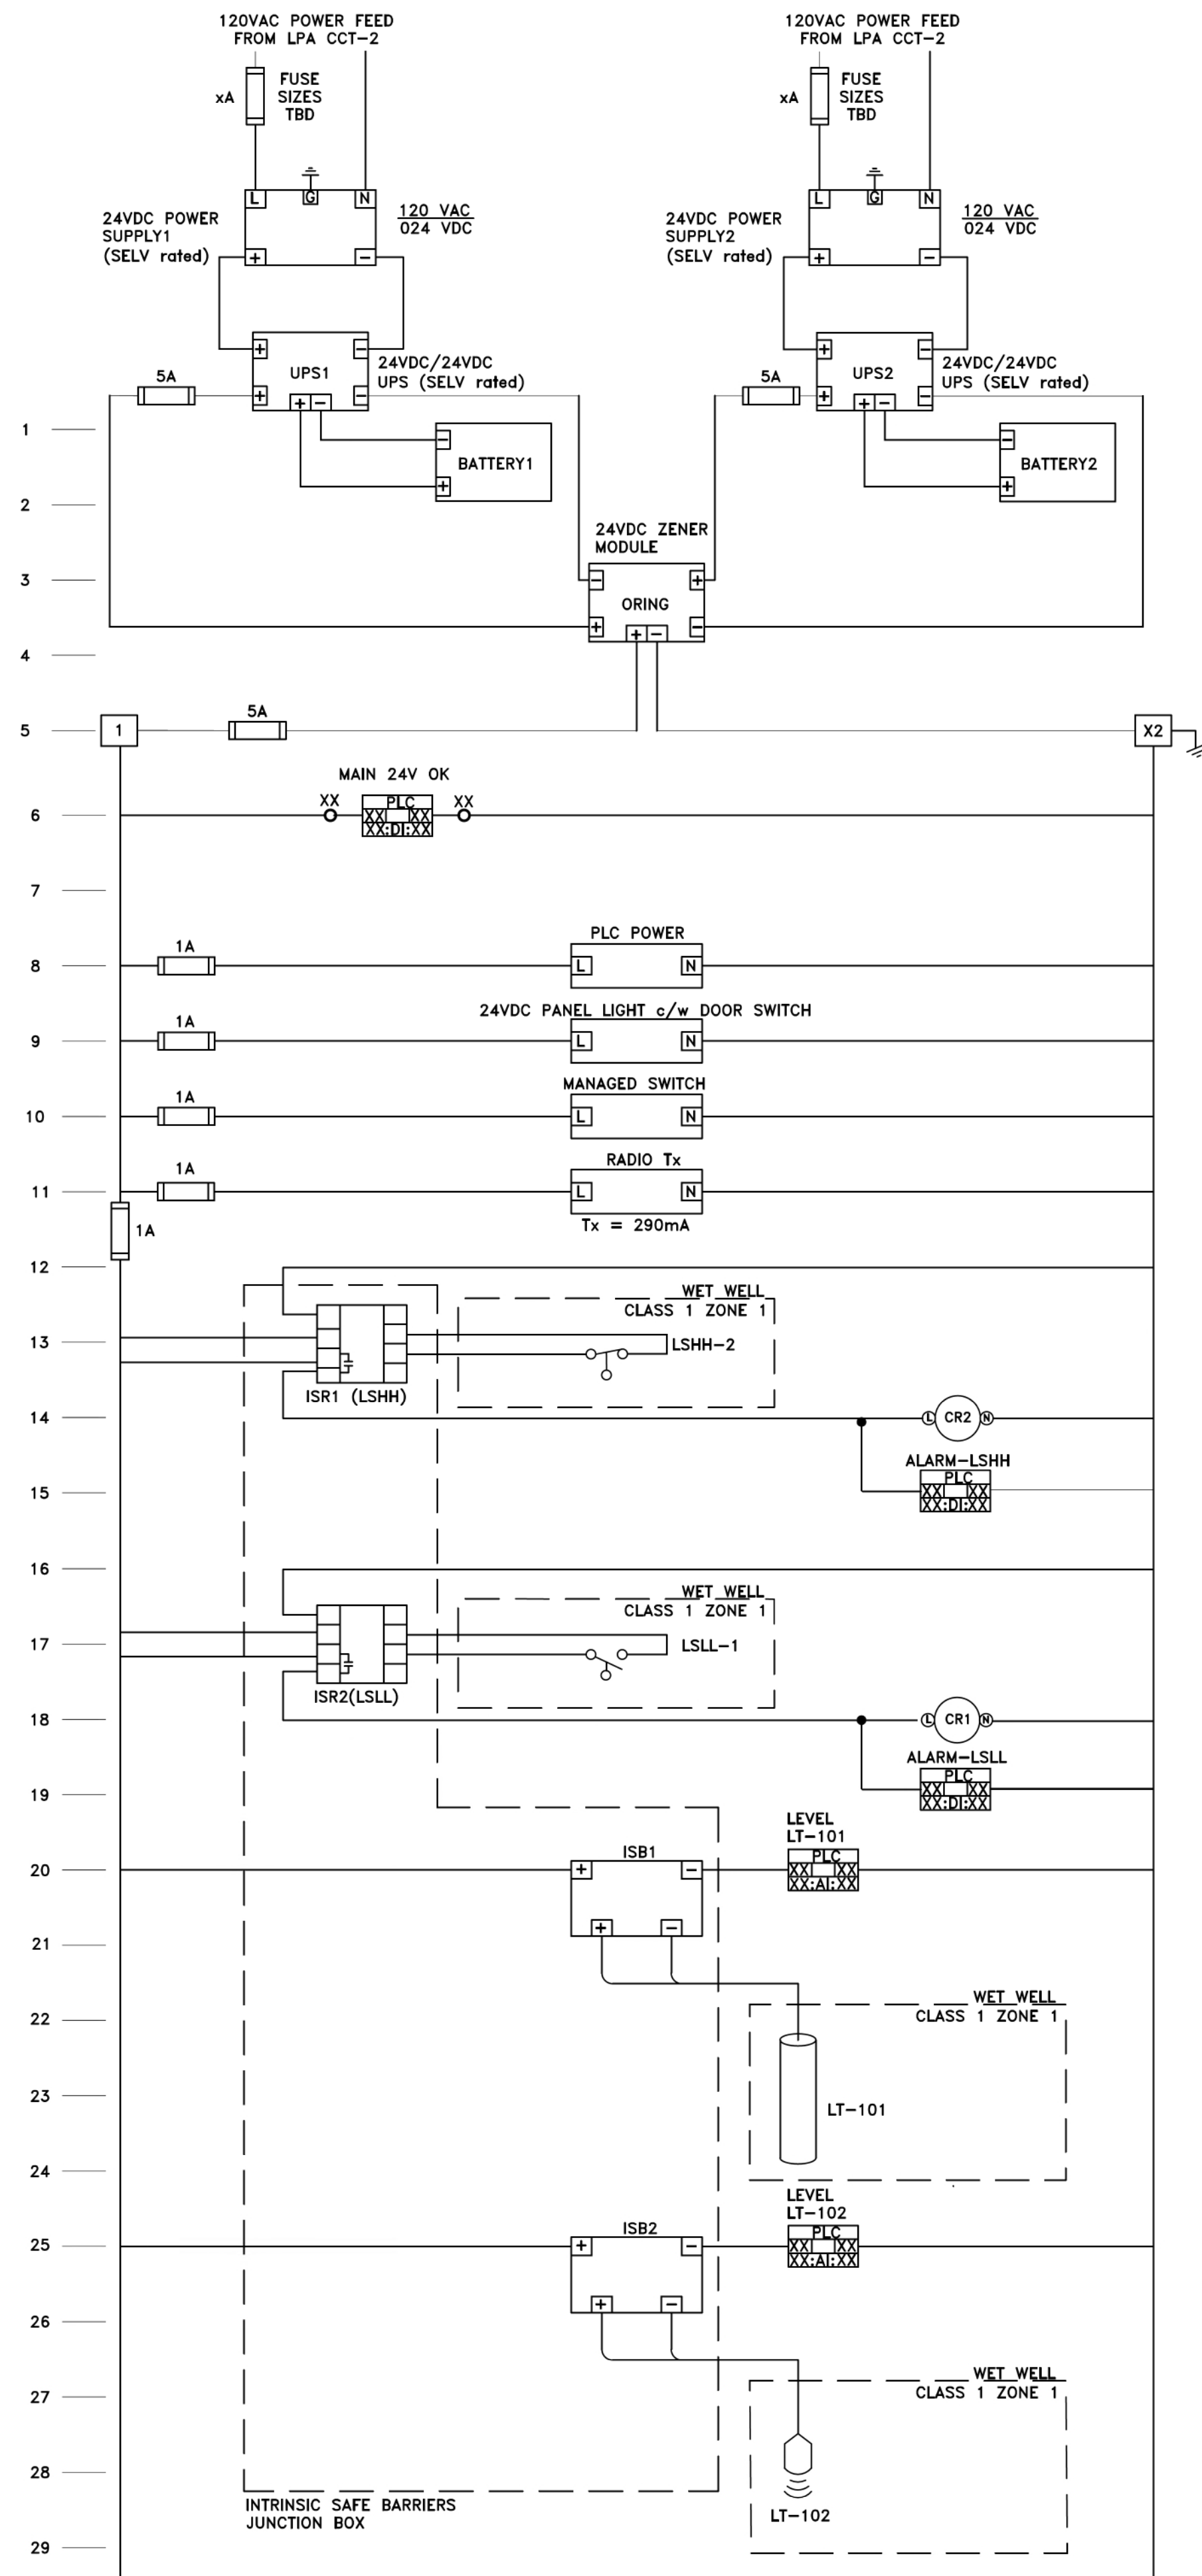 120VAC POWER FEED
FROM LPA CCT-2
120VAC POWER FEED
FROM LPA CCT-2
xA
FUSE
SIZES
TBD
xA
FUSE
SIZES
TBD
L G N
L G N
24VDC POWER
SUPPLY1
(SELV rated)
120 VAC
024 VDC
24VDC POWER
SUPPLY2
(SELV rated)
120 VAC
024 VDC
+ −
+ −
+ −
UPS1
+ −
+ −
24VDC/24VDC
UPS (SELV rated)
+ −
UPS2
+ −
+ −
24VDC/24VDC
UPS (SELV rated)
5A
5A
1
− BATTERY1
+
− BATTERY2
+
2
24VDC ZENER
MODULE
3
− +
ORING
+ + − −
4
5
1
5A
X2
MAIN 24V OK
6
XX
PLC
XX XX
XX:DI:XX
XX
7
8
1A
PLC POWER
L N
9
1A
24VDC PANEL LIGHT c/w DOOR SWITCH
L N
10
1A
MANAGED SWITCH
L N
11
1A
RADIO Tx
L N
Tx = 290mA
1A
12
WET WELL
CLASS 1 ZONE 1
13
LSHH-2
ISR1 (LSHH)
14
L CR2 N
ALARM-LSHH
15
PLC
XX XX
XX:DI:XX
16
WET WELL
CLASS 1 ZONE 1
17
LSLL-1
ISR2(LSLL)
18
L CR1 N
ALARM-LSLL
19
PLC
XX XX
XX:DI:XX
LEVEL
LT-101
20
ISB1
+ −
PLC
XX XX
XX:AI:XX
+ −
21
WET WELL
CLASS 1 ZONE 1
22
23
LT-101
24
LEVEL
LT-102
25
ISB2
+ −
PLC
XX XX
XX:AI:XX
+ −
26
WET WELL
CLASS 1 ZONE 1
27
28
LT-102
INTRINSIC SAFE BARRIERS
JUNCTION BOX
29